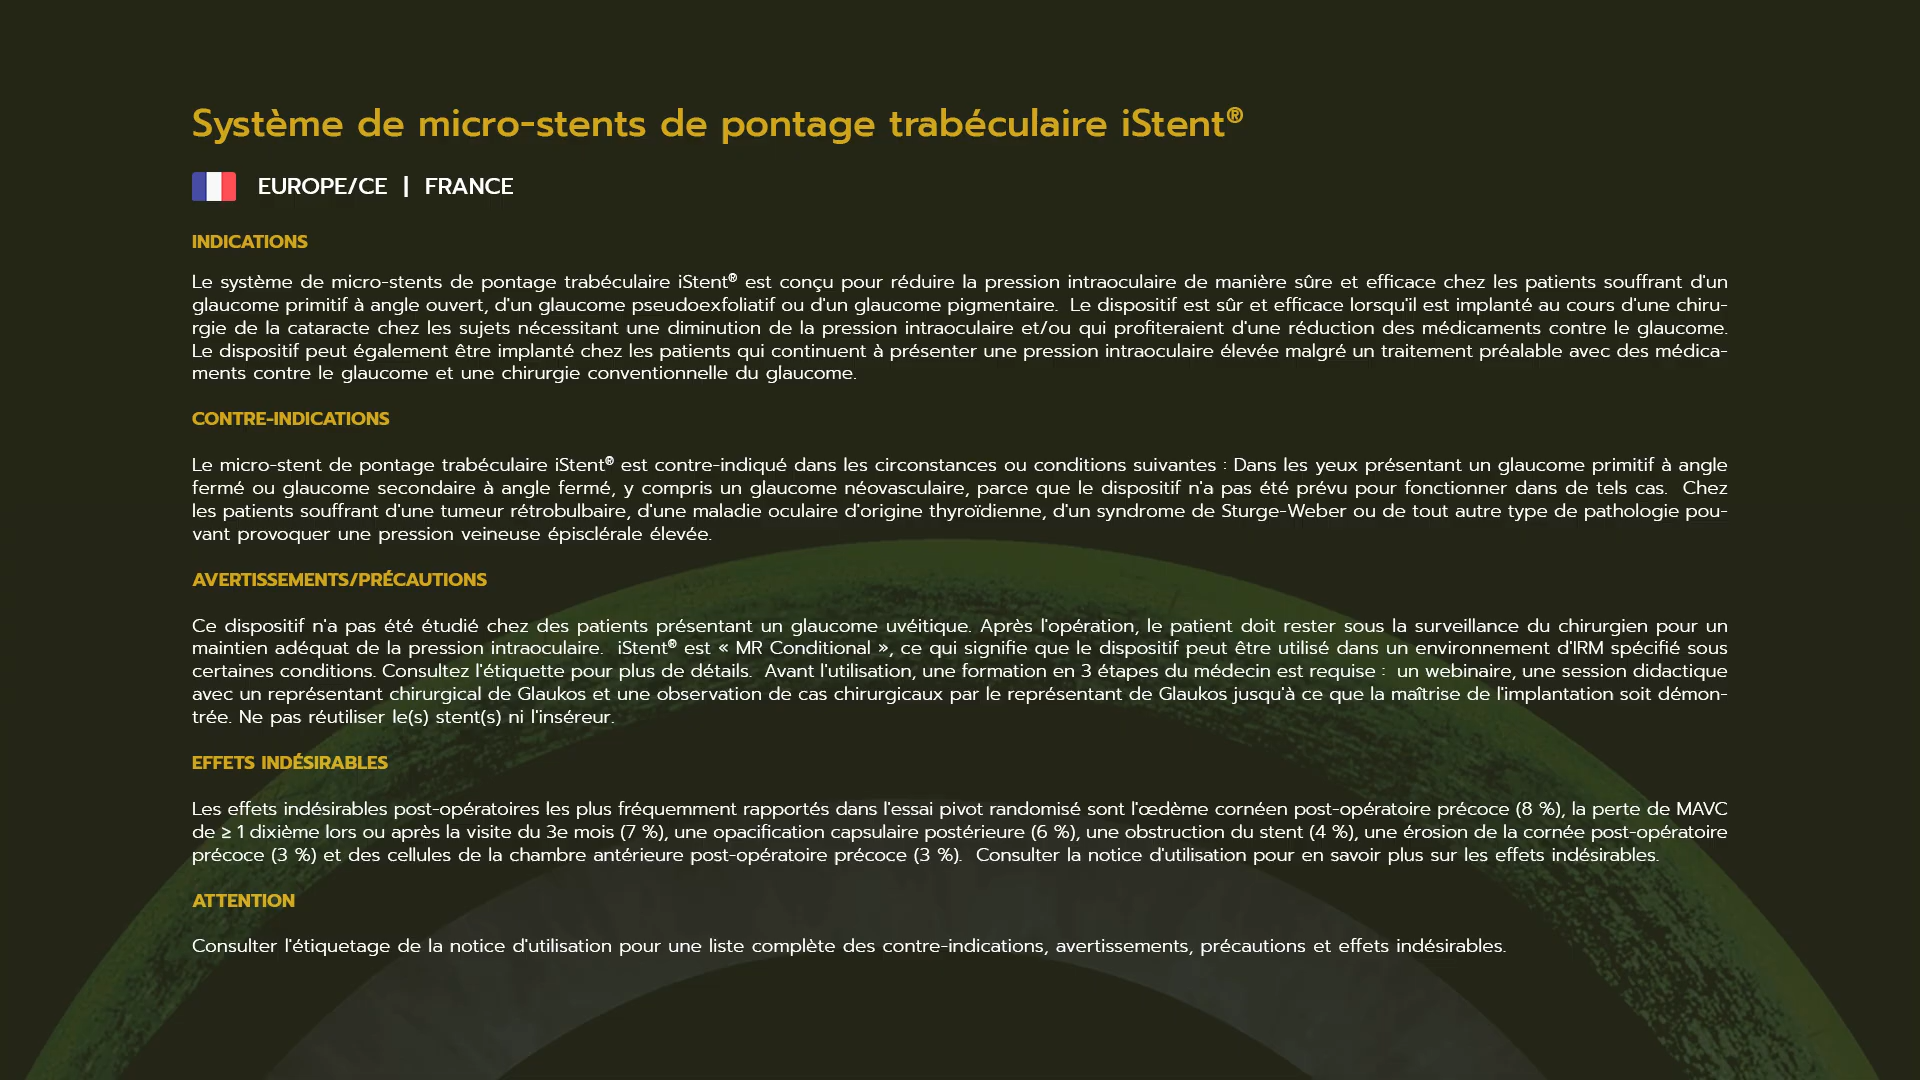 Système de micro-stents de pontage trabéculaire iStent®
EUROPE/CE | FRANCE
INDICATIONS
Le système de micro-stents de pontage trabéculaire iStent® est conçu pour réduire la pression intraoculaire de manière sûre et efficace chez les patients souffrant d'un
glaucome primitif à angle ouvert, d'un glaucome pseudoexfoliatif ou d'un glaucome pigmentaire.  Le dispositif est sûr et efficace lorsqu'il est implanté au cours d'une chiru-
rgie de la cataracte chez les sujets nécessitant une diminution de la pression intraoculaire et/ou qui profiteraient d'une réduction des médicaments contre le glaucome.
Le dispositif peut également être implanté chez les patients qui continuent à présenter une pression intraoculaire élevée malgré un traitement préalable avec des médica-
ments contre le glaucome et une chirurgie conventionnelle du glaucome.
CONTRE-INDICATIONS
Le micro-stent de pontage trabéculaire iStent® est contre-indiqué dans les circonstances ou conditions suivantes : Dans les yeux présentant un glaucome primitif à angle
fermé ou glaucome secondaire à angle fermé, y compris un glaucome néovasculaire, parce que le dispositif n'a pas été prévu pour fonctionner dans de tels cas.  Chez
les patients souffrant d'une tumeur rétrobulbaire, d'une maladie oculaire d'origine thyroïdienne, d'un syndrome de Sturge-Weber ou de tout autre type de pathologie pou-
vant provoquer une pression veineuse épisclérale élevée.
AVERTISSEMENTS/PRÉCAUTIONS
Ce dispositif n'a pas été étudié chez des patients présentant un glaucome uvéitique. Après l'opération, le patient doit rester sous la surveillance du chirurgien pour un
maintien adéquat de la pression intraoculaire.  iStent® est « MR Conditional », ce qui signifie que le dispositif peut être utilisé dans un environnement d'IRM spécifié sous
certaines conditions. Consultez l'étiquette pour plus de détails.  Avant l'utilisation, une formation en 3 étapes du médecin est requise :  un webinaire, une session didactique
avec un représentant chirurgical de Glaukos et une observation de cas chirurgicaux par le représentant de Glaukos jusqu'à ce que la maîtrise de l'implantation soit démon-
trée. Ne pas réutiliser le(s) stent(s) ni l'inséreur.
EFFETS INDÉSIRABLES
Les effets indésirables post-opératoires les plus fréquemment rapportés dans l'essai pivot randomisé sont l'œdème cornéen post-opératoire précoce (8 %), la perte de MAVC
de ≥ 1 dixième lors ou après la visite du 3e mois (7 %), une opacification capsulaire postérieure (6 %), une obstruction du stent (4 %), une érosion de la cornée post-opératoire
précoce (3 %) et des cellules de la chambre antérieure post-opératoire précoce (3 %).  Consulter la notice d'utilisation pour en savoir plus sur les effets indésirables.
ATTENTION
Consulter l'étiquetage de la notice d'utilisation pour une liste complète des contre-indications, avertissements, précautions et effets indésirables.